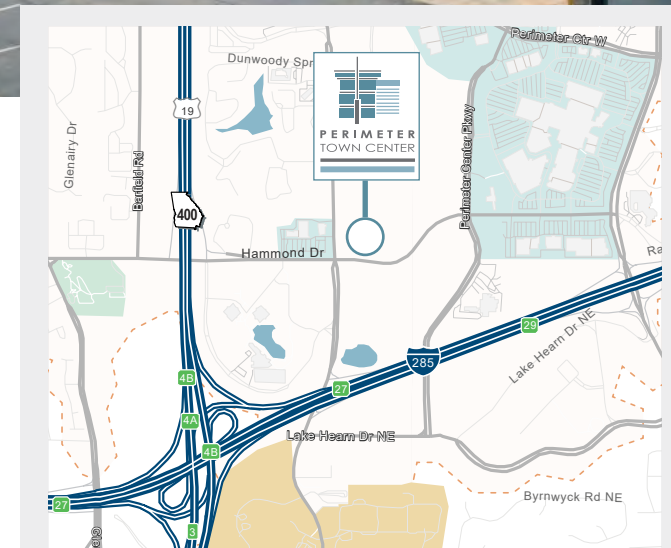 Perimeter Ctr W
Dunwoody Spr
19
PERIMETER
TOWN CENTER
Glenairy Dr
Barfield Rd
Perimeter Center Pkwy
400
Hammond Dr
Ra
29
285
Lake Hearn Dr NE
4B
27
4A
Lake Hearn Dr NE
4B
Byrnwyck Rd NE
27
3